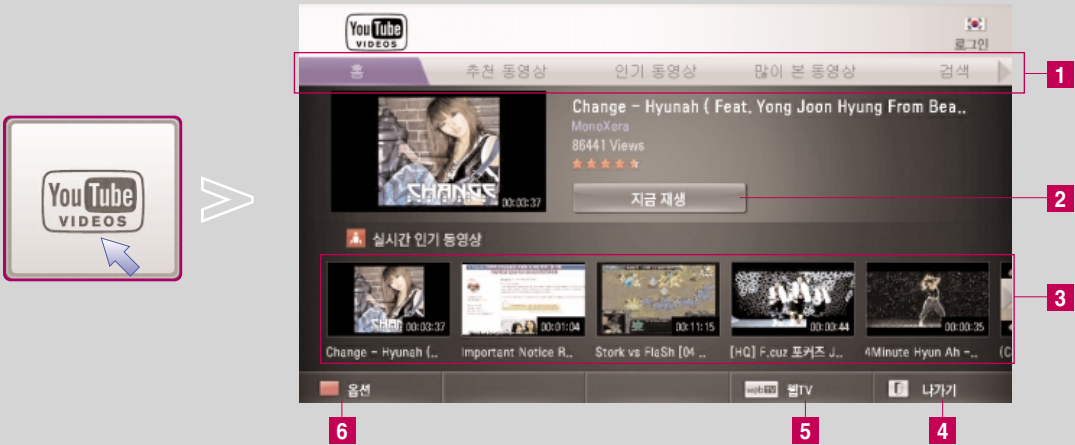 You Tube
VIDEOS
You Tube
VIDEOS
로그인
홈
추천 동영상
인기 동영상
많이 본 동영상
검색
1
Change - Hyunah ( Feat. Yong Joon Hyung From Bea..
MonoXera
86441 Views
CHANGE
00:03:37
지금 재생
2
실시간 인기 동영상
00:03:37
00:01:04
00:11:15
00:00:44
00:00:35
3
Change - Hyunah (..
Important Notice R..
Stork vs FlaSh [04 ..
[HQ] F.cuz 포커즈 J..
4Minute Hyun Ah -..
(C
옵션
webTV 웹TV
나가기
6
5
4